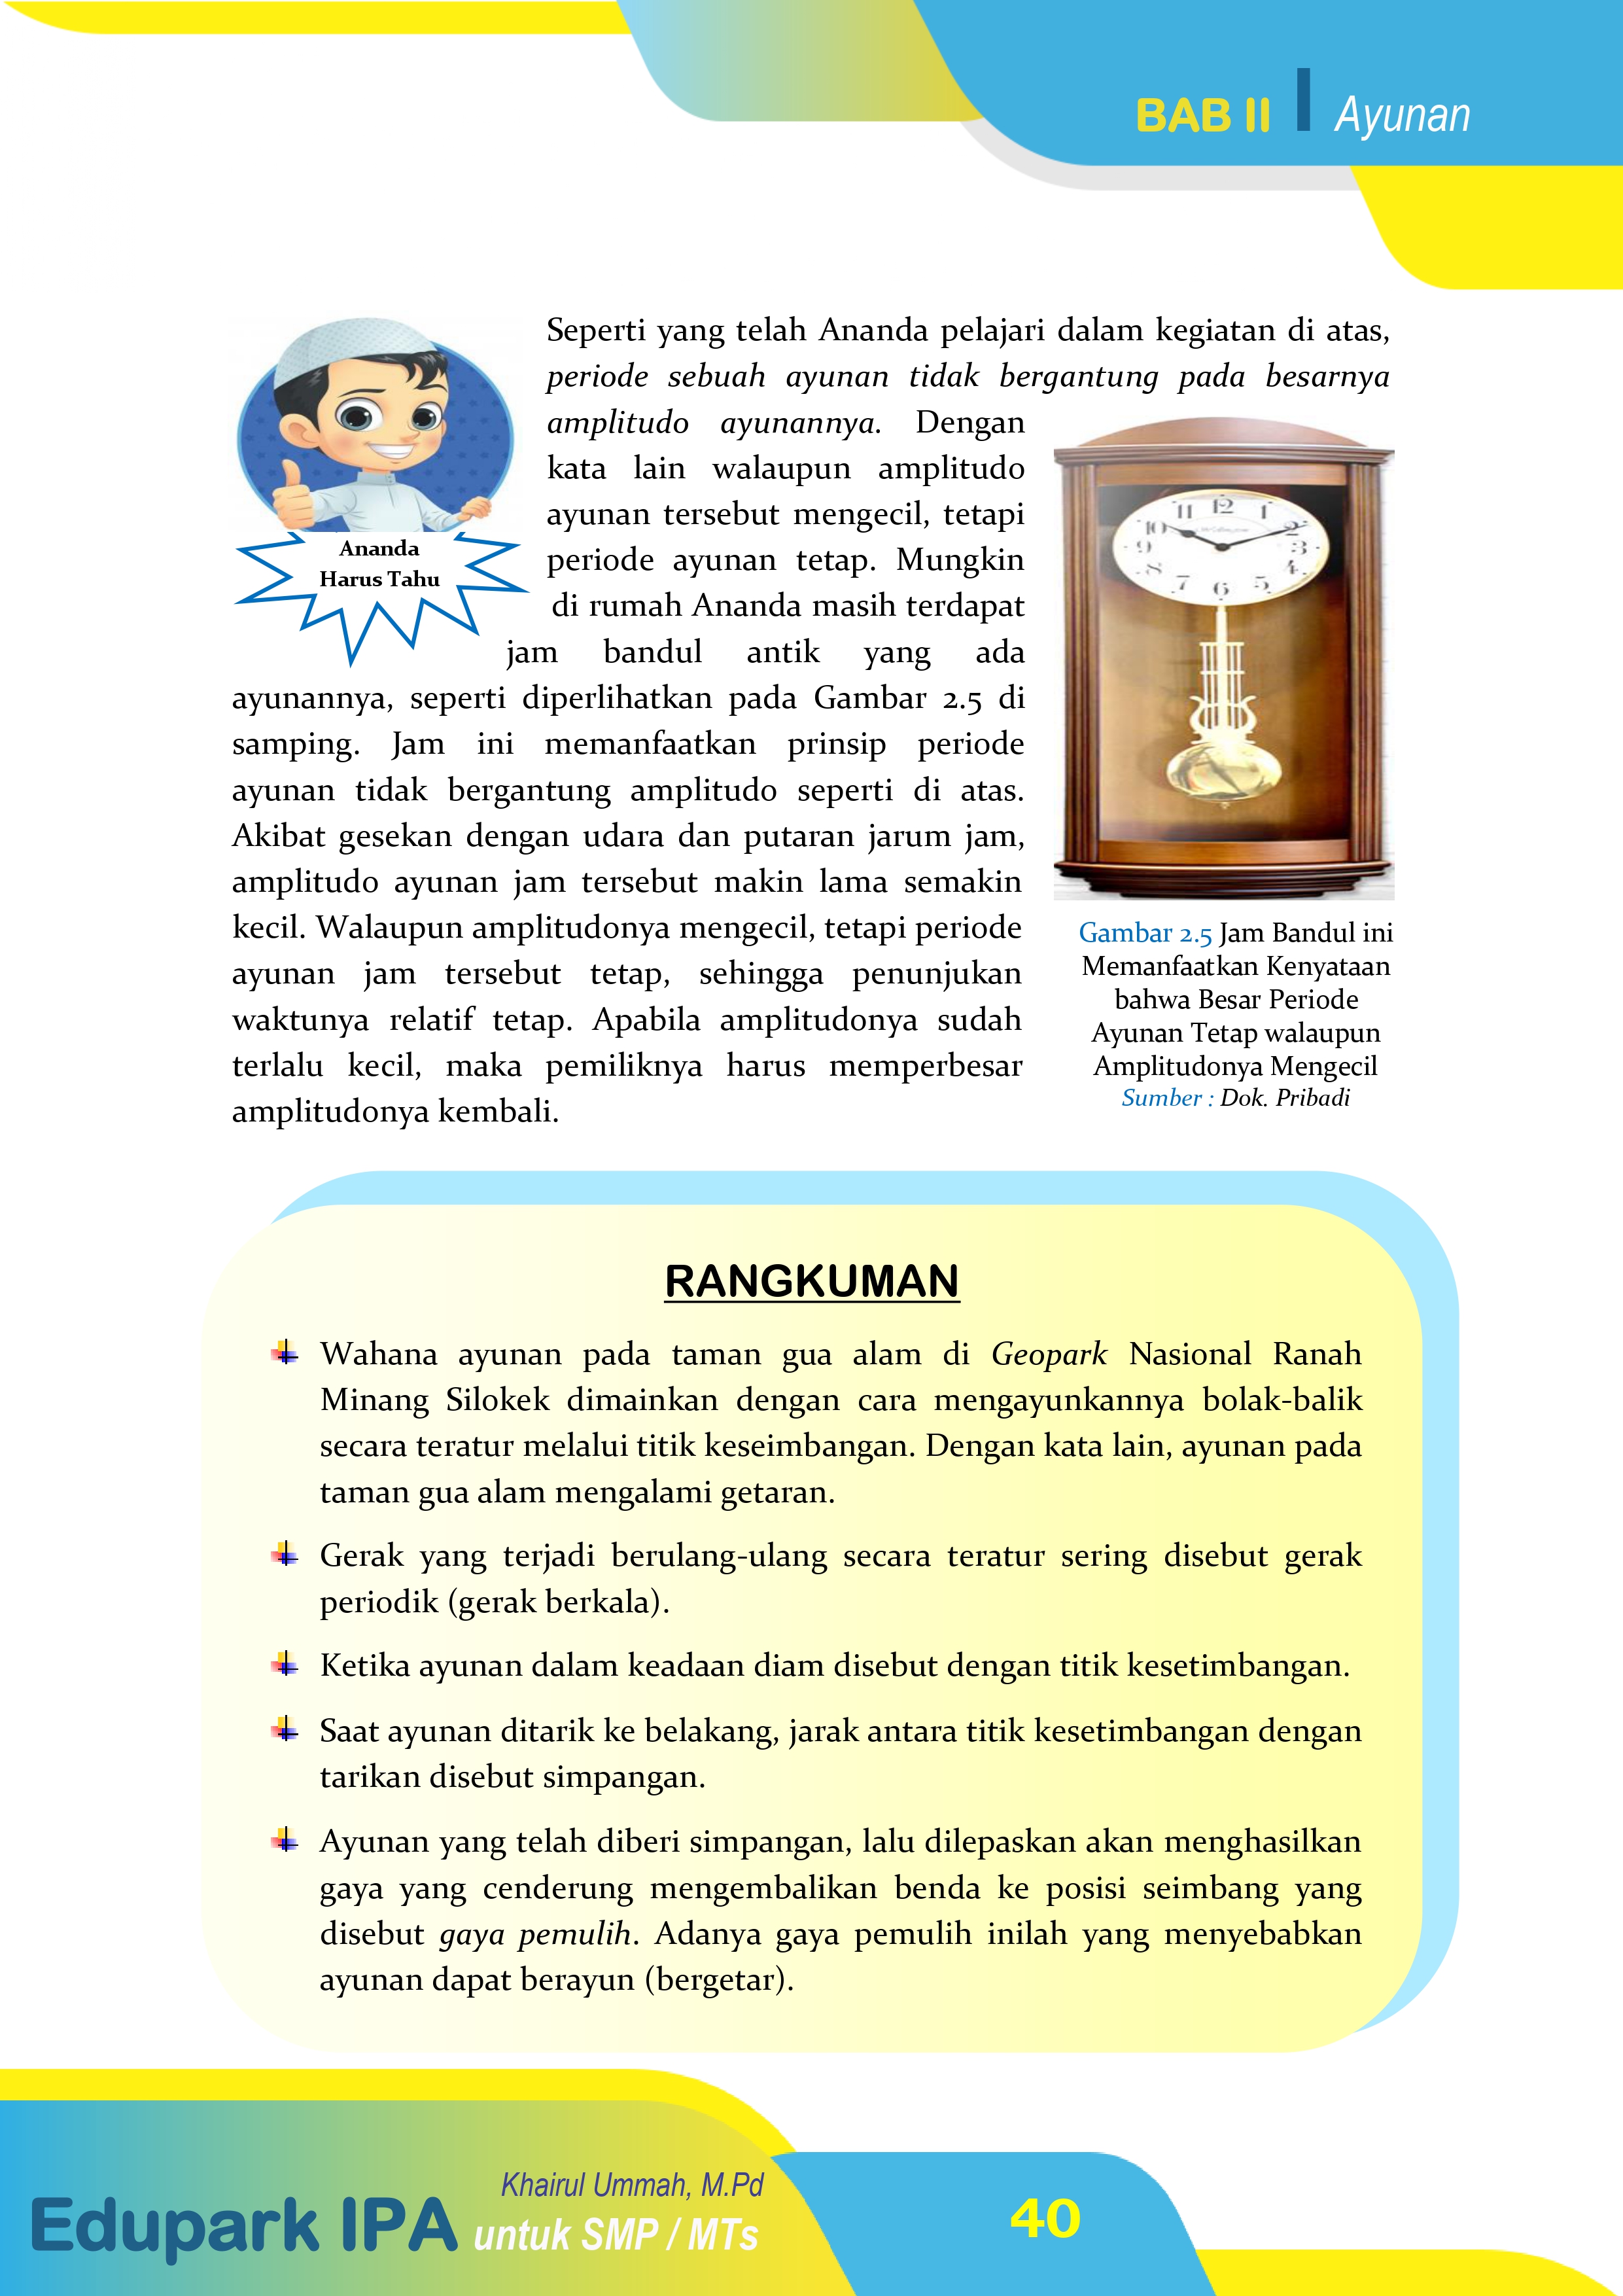 BAB II | Ayunan
Seperti yang telah Ananda pelajari dalam kegiatan di atas,
periode sebuah ayunan tidak bergantung pada besarnya
amplitudo ayunannya. Dengan
kata lain walaupun amplitudo
ayunan tersebut mengecil, tetapi
periode ayunan tetap. Mungkin
di rumah Ananda masih terdapat
jam bandul antik yang ada
ayunannya, seperti diperlihatkan pada Gambar 2.5 di
samping. Jam ini memanfaatkan prinsip periode
ayunan tidak bergantung amplitudo seperti di atas.
Akibat gesekan dengan udara dan putaran jarum jam,
amplitudo ayunan jam tersebut makin lama semakin
kecil. Walaupun amplitudonya mengecil, tetapi periode
ayunan jam tersebut tetap, sehingga penunjukan
waktunya relatif tetap. Apabila amplitudonya sudah
terlalu kecil, maka pemiliknya harus memperbesar
amplitudonya kembali.
Ananda
Harus Tahu
12
1
2
3
4
5
6
7
8
9
10
11
Gambar 2.5 Jam Bandul ini
Memanfaatkan Kenyataan
bahwa Besar Periode
Ayunan Tetap walaupun
Amplitudonya Mengecil
Sumber : Dok. Pribadi
RANGKUMAN
Wahana ayunan pada taman gua alam di Geopark Nasional Ranah
Minang Silokek dimainkan dengan cara mengayunkannya bolak-balik
secara teratur melalui titik keseimbangan. Dengan kata lain, ayunan pada
taman gua alam mengalami getaran.
Gerak yang terjadi berulang-ulang secara teratur sering disebut gerak
periodik (gerak berkala).
Ketika ayunan dalam keadaan diam disebut dengan titik kesetimbangan.
Saat ayunan ditarik ke belakang, jarak antara titik kesetimbangan dengan
tarikan disebut simpangan.
Ayunan yang telah diberi simpangan, lalu dilepaskan akan menghasilkan
gaya yang cenderung mengembalikan benda ke posisi seimbang yang
disebut gaya pemulih. Adanya gaya pemulih inilah yang menyebabkan
ayunan dapat berayun (bergetar).
Khairul Ummah, M.Pd
Edupark IPA untuk SMP / MTs
40